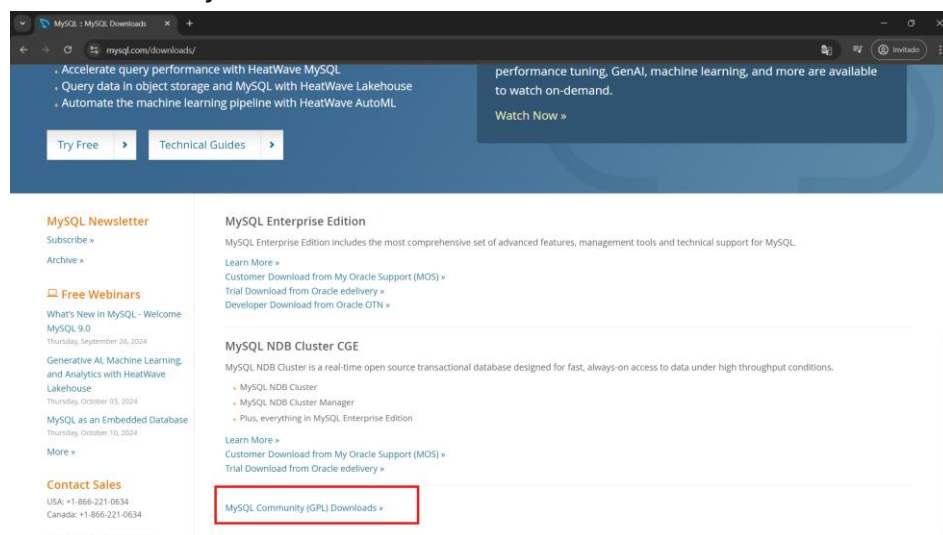 MySQL :: MySQL Downloads
mysql.com/downloads/
Invitado
Accelerate query performance with HeatWave MySQL
Query data in object storage and MySQL with HeatWave Lakehouse
Automate the machine learning pipeline with HeatWave AutoML
Try Free
Technical Guides
performance tuning, GenAI, machine learning, and more are available
to watch on-demand.
Watch Now »
MySQL Newsletter
Subscribe »
Archive »
Free Webinars
What's New in MySQL - Welcome
MySQL 9.0
Thursday, September 26, 2024
Generative AI, Machine Learning,
and Analytics with HeatWave
Lakehouse
Thursday, October 03, 2024
MySQL as an Embedded Database
Thursday, October 10, 2024
More »
Contact Sales
USA: +1-866-221-0634
Canada: +1-866-221-0634
MySQL Enterprise Edition
MySQL Enterprise Edition includes the most comprehensive set of advanced features, management tools and technical support for MySQL.
Learn More »
Customer Download from My Oracle Support (MOS) »
Trial Download from Oracle edelivery »
Developer Download from Oracle OTN »
MySQL NDB Cluster CGE
MySQL NDB Cluster is a real-time open source transactional database designed for fast, always-on access to data under high throughput conditions.
MySQL NDB Cluster
MySQL NDB Cluster Manager
Plus, everything in MySQL Enterprise Edition
Learn More »
Customer Download from My Oracle Support (MOS) »
Trial Download from Oracle edelivery »
MySQL Community (GPL) Downloads »